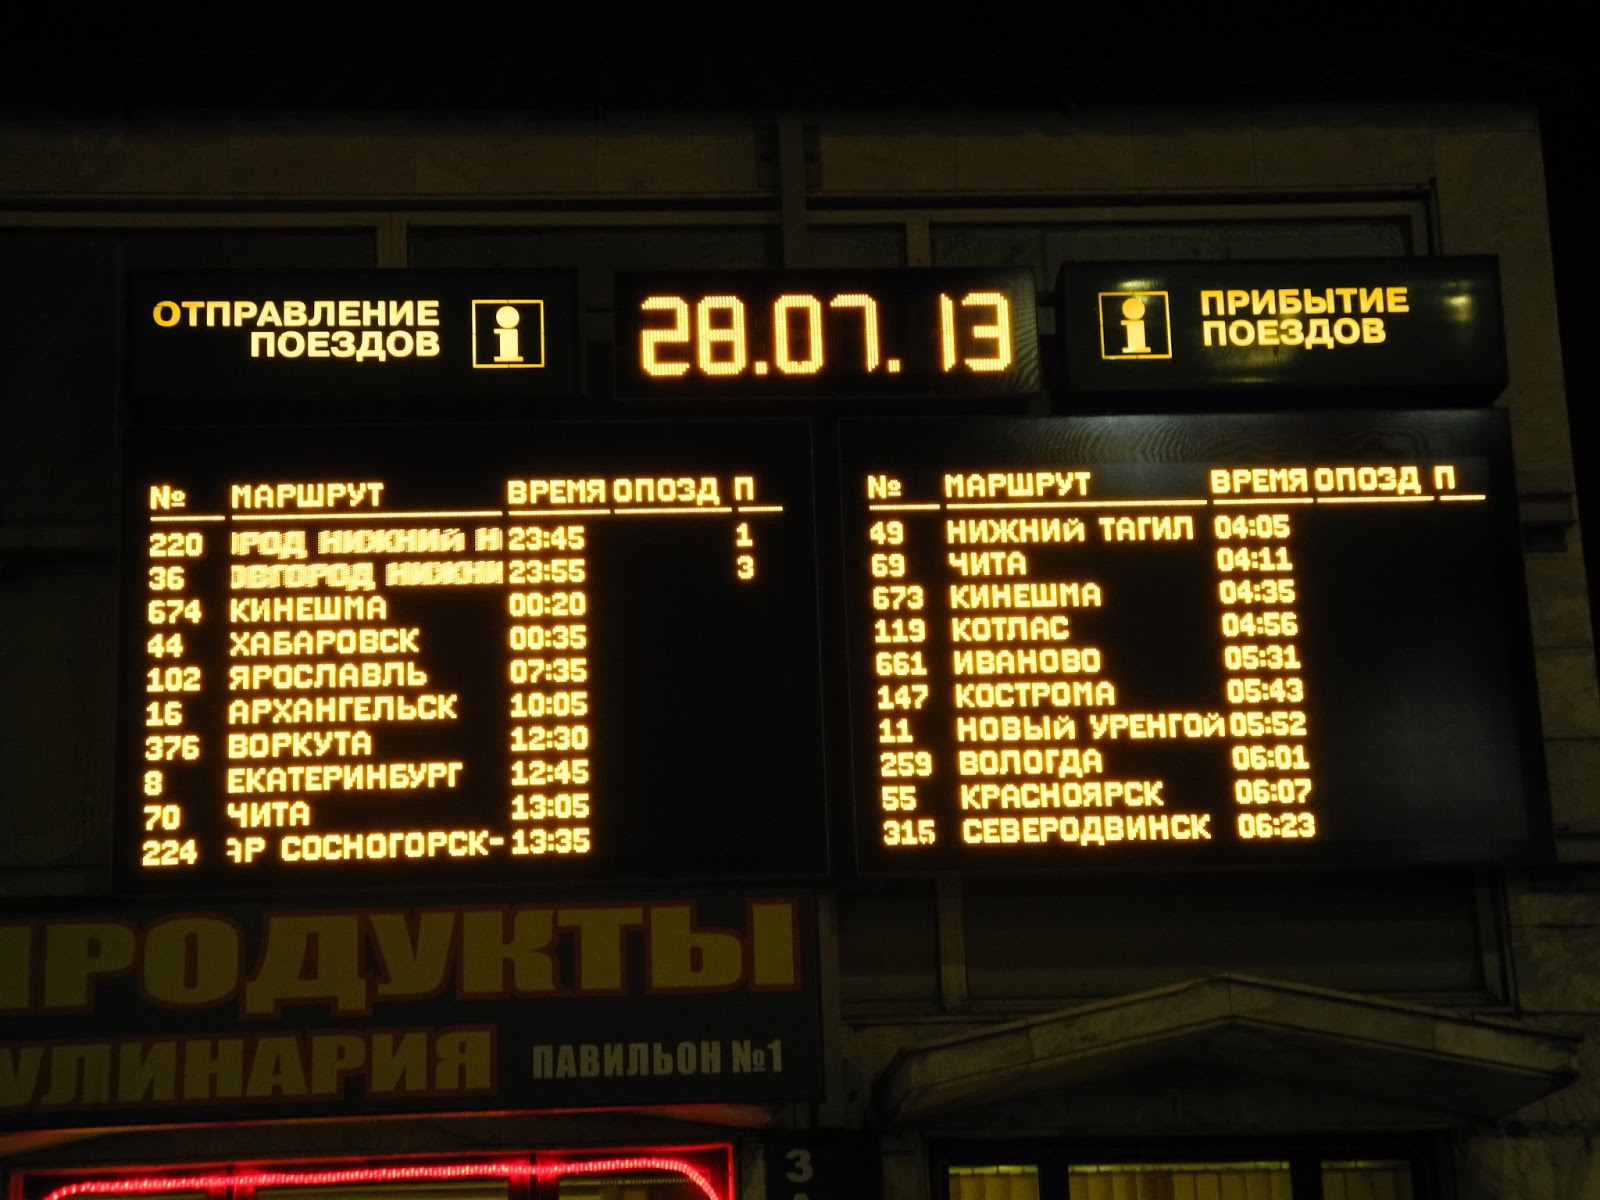 ОТПРАВЛЕНИЕ
ПОЕЗДОВ
28.07.13
ПРИБЫТИЕ
ПОЕЗДОВ
№ МАРШРУТ ВРЕМЯ ОПОЗД П
220 РОД НИЖНИЙ Н 23:45 1
36 ОВГОРОД НИЖНИ 23:55 3
674 КИНЕШМА 00:20
44 ХАБАРОВСК 00:35
102 ЯРОСЛАВЛЬ 07:35
16 АРХАНГЕЛЬСК 10:05
376 ВОРКУТА 12:30
8 ЕКАТЕРИНБУРГ 12:45
70 ЧИТА 13:05
224 АР СОСНОГОРСК- 13:35
№ МАРШРУТ ВРЕМЯ ОПОЗД П
49 НИЖНИЙ ТАГИЛ 04:05
69 ЧИТА 04:11
673 КИНЕШМА 04:35
119 КОТЛАС 04:56
661 ИВАНОВО 05:31
147 КОСТРОМА 05:43
11 НОВЫЙ УРЕНГОЙ 05:52
259 ВОЛОГДА 06:01
55 КРАСНОЯРСК 06:07
315 СЕВЕРОДВИНСК 06:23
ПРОДУКТЫ
УЛИНАРИЯ
ПАВИЛЬОН №1
З